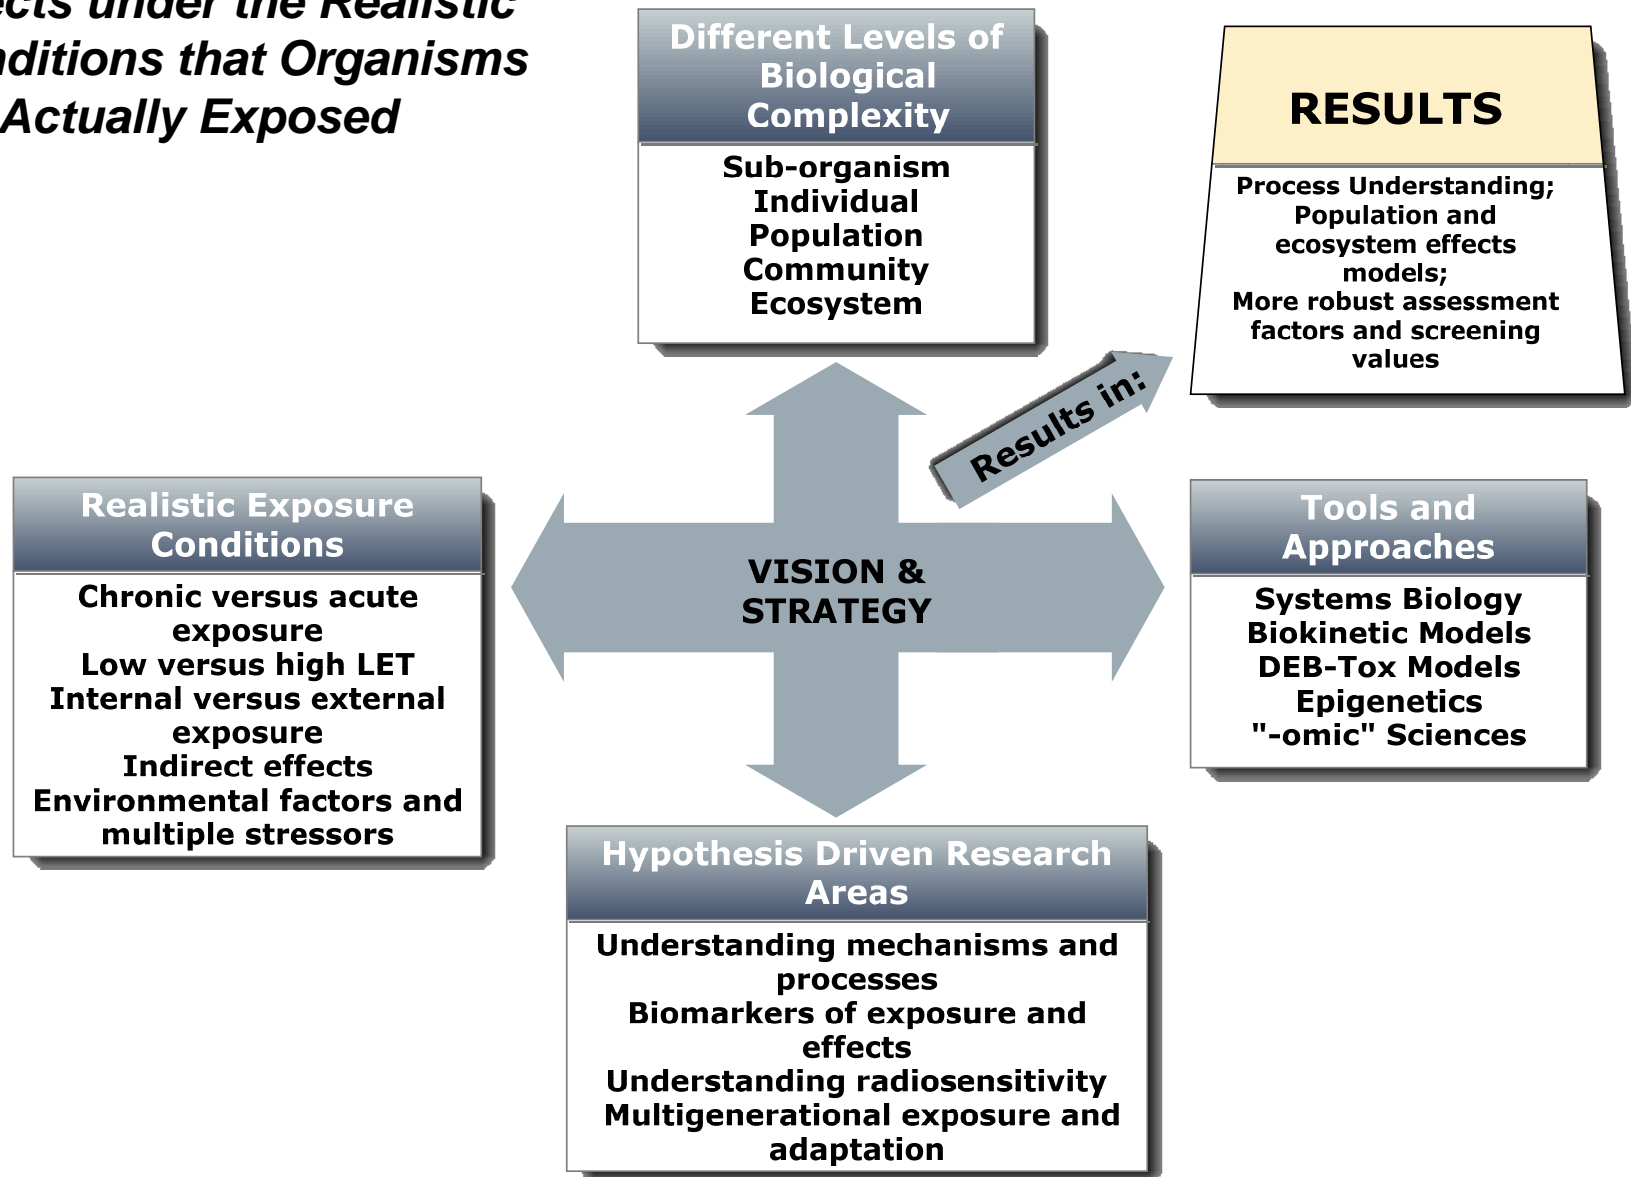 under the Realistic
that Organisms
Actually Exposed
Different Levels of
Biological
Complexity
Sub-organism
Individual
Population
Community
Ecosystem
RESULTS
Process Understanding;
Population and
ecosystem effects
models;
More robust assessment
factors and screening
values
Results in:
Realistic Exposure
Conditions
Chronic versus acute
exposure
Low versus high LET
Internal versus external
exposure
Indirect effects
Environmental factors and
multiple stressors
VISION &
STRATEGY
Tools and
Approaches
Systems Biology
Biokinetic Models
DEB-Tox Models
Epigenetics
"-omic" Sciences
Hypothesis Driven Research
Areas
Understanding mechanisms and
processes
Biomarkers of exposure and
effects
Understanding radiosensitivity
Multigenerational exposure and
adaptation